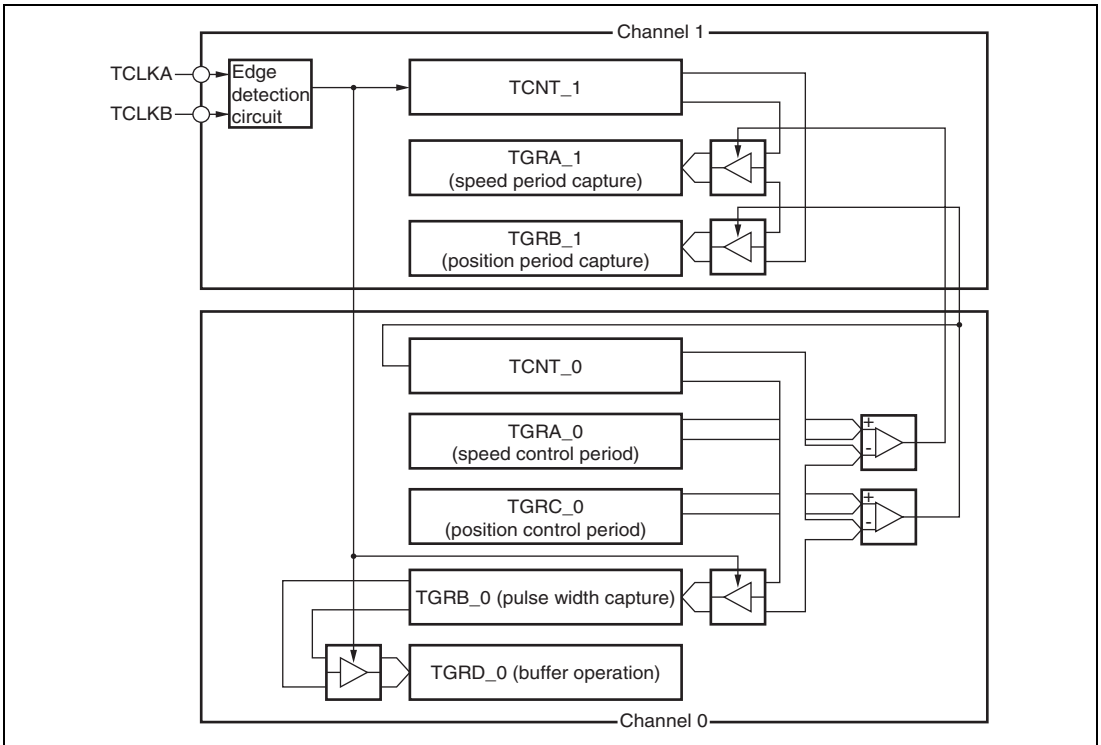 Channel 1
TCLKA
TCLKB
Edge
detection
circuit
TCNT_1
TGRA_1
(speed period capture)
TGRB_1
(position period capture)
TCNT_0
TGRA_0
(speed control period)
+
-
TGRC_0
(position control period)
+
-
TGRB_0 (pulse width capture)
TGRD_0 (buffer operation)
Channel 0